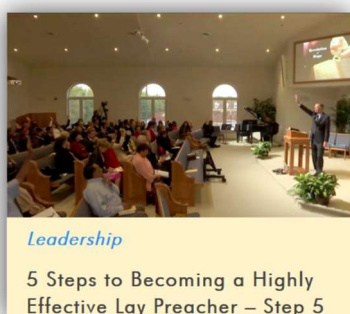 Leadership
5 Steps to Becoming a Highly
Effective Lay Preacher – Step 5